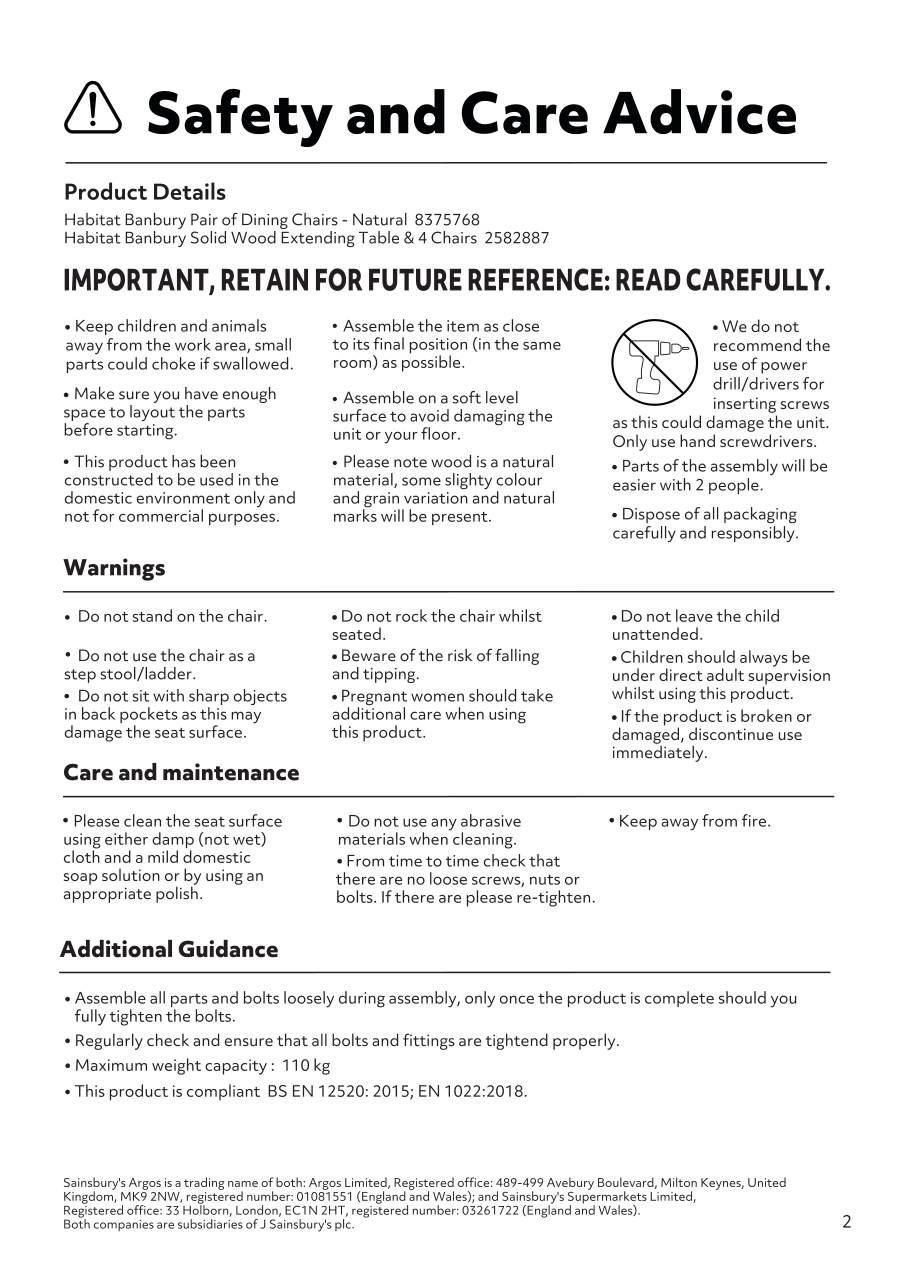 Safety and Care Advice
Product Details
Habitat Banbury Pair of Dining Chairs - Natural 8375768
Habitat Banbury Solid Wood Extending Table & 4 Chairs 2582887
IMPORTANT, RETAIN FOR FUTURE REFERENCE: READ CAREFULLY.
• Keep children and animals
away from the work area, small
parts could choke if swallowed.
• Make sure you have enough
space to layout the parts
before starting.
• This product has been
constructed to be used in the
domestic environment only and
not for commercial purposes.
• Assemble the item as close
to its final position (in the same
room) as possible.
• Assemble on a soft level
surface to avoid damaging the
unit or your floor.
• Please note wood is a natural
material, some slighty colour
and grain variation and natural
marks will be present.
• We do not
recommend the
use of power
drill/drivers for
inserting screws
as this could damage the unit.
Only use hand screwdrivers.
• Parts of the assembly will be
easier with 2 people.
• Dispose of all packaging
carefully and responsibly.
Warnings
• Do not stand on the chair.
• Do not use the chair as a
step stool/ladder.
• Do not sit with sharp objects
in back pockets as this may
damage the seat surface.
• Do not rock the chair whilst
seated.
• Beware of the risk of falling
and tipping.
• Pregnant women should take
additional care when using
this product.
• Do not leave the child
unattended.
• Children should always be
under direct adult supervision
whilst using this product.
• If the product is broken or
damaged, discontinue use
immediately.
Care and maintenance
• Please clean the seat surface
using either damp (not wet)
cloth and a mild domestic
soap solution or by using an
appropriate polish.
• Do not use any abrasive
materials when cleaning.
• From time to time check that
there are no loose screws, nuts or
bolts. If there are please re-tighten.
• Keep away from fire.
Additional Guidance
• Assemble all parts and bolts loosely during assembly, only once the product is complete should you
fully tighten the bolts.
• Regularly check and ensure that all bolts and fittings are tightend properly.
• Maximum weight capacity : 110 kg
• This product is compliant BS EN 12520: 2015; EN 1022:2018.
Sainsbury's Argos is a trading name of both: Argos Limited, Registered office: 489-499 Avebury Boulevard, Milton Keynes, United
Kingdom, MK9 2NW, registered number: 01081551 (England and Wales); and Sainsbury's Supermarkets Limited,
Registered office: 33 Holborn, London, EC1N 2HT, registered number: 03261722 (England and Wales).
Both companies are subsidiaries of J Sainsbury's plc.
2